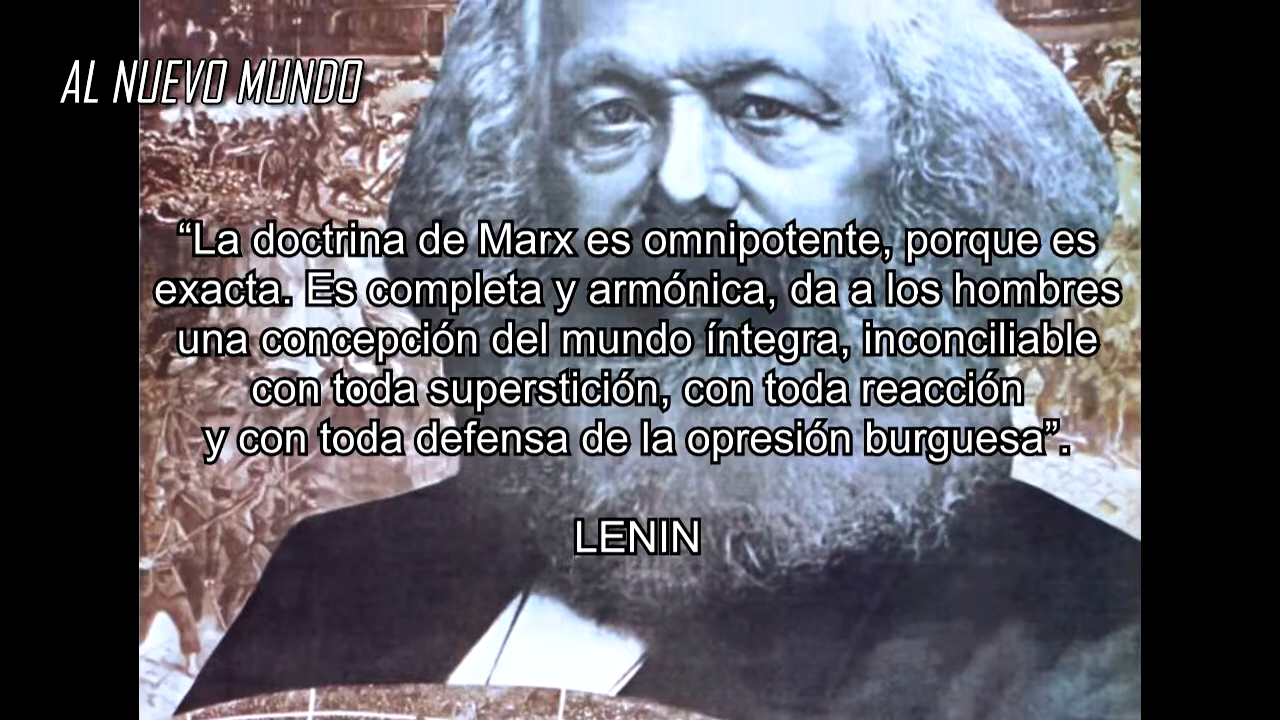 AL NUEVO MUNDO
“La doctrina de Marx es omnipotente, porque es
exacta. Es completa y armónica, da a los hombres
una concepción del mundo íntegra, inconciliable
con toda superstición, con toda reacción
y con toda defensa de la opresión burguesa”.
LENIN